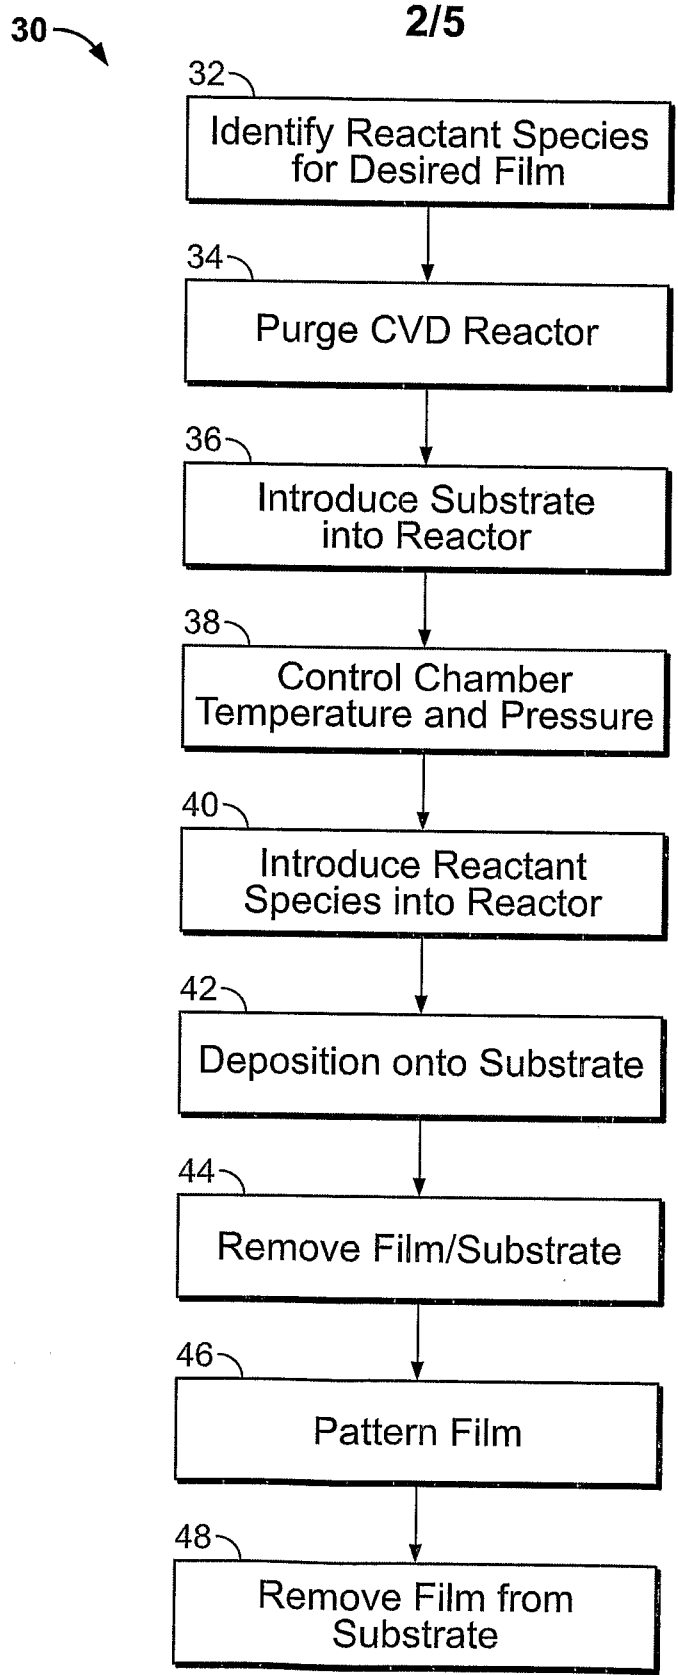 30
2/5
32
Identify Reactant Species
for Desired Film
34
Purge CVD Reactor
36
Introduce Substrate
into Reactor
38
Control Chamber
Temperature and Pressure
40
Introduce Reactant
Species into Reactor
42
Deposition onto Substrate
44
Remove Film/Substrate
46
Pattern Film
48
Remove Film from
Substrate